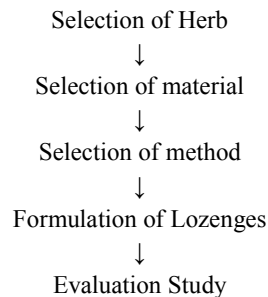 Selection of Herb
↓
Selection of material
↓
Selection of method
↓
Formulation of Lozenges
↓
Evaluation Study